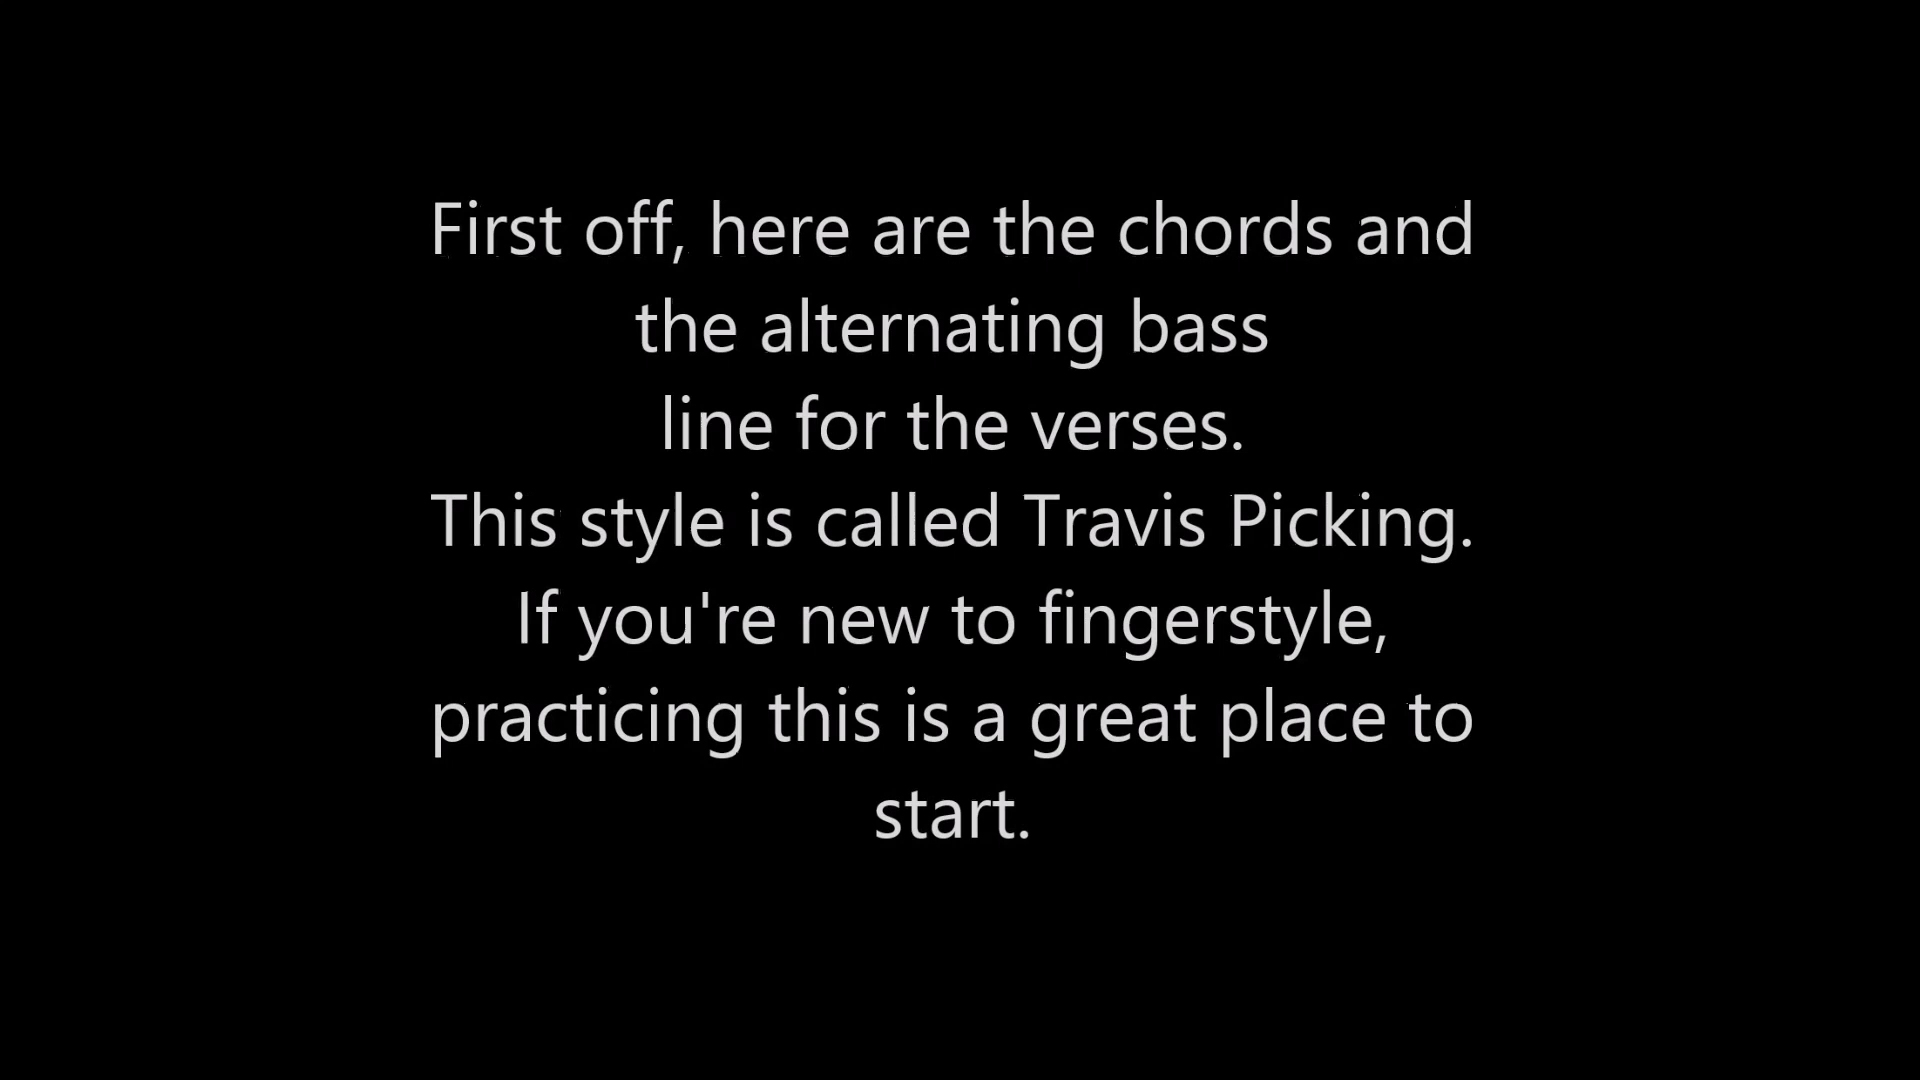 First off, here are the chords and
the alternating bass
line for the verses.
This style is called Travis Picking.
If you're new to fingerstyle,
practicing this is a great place to
start.